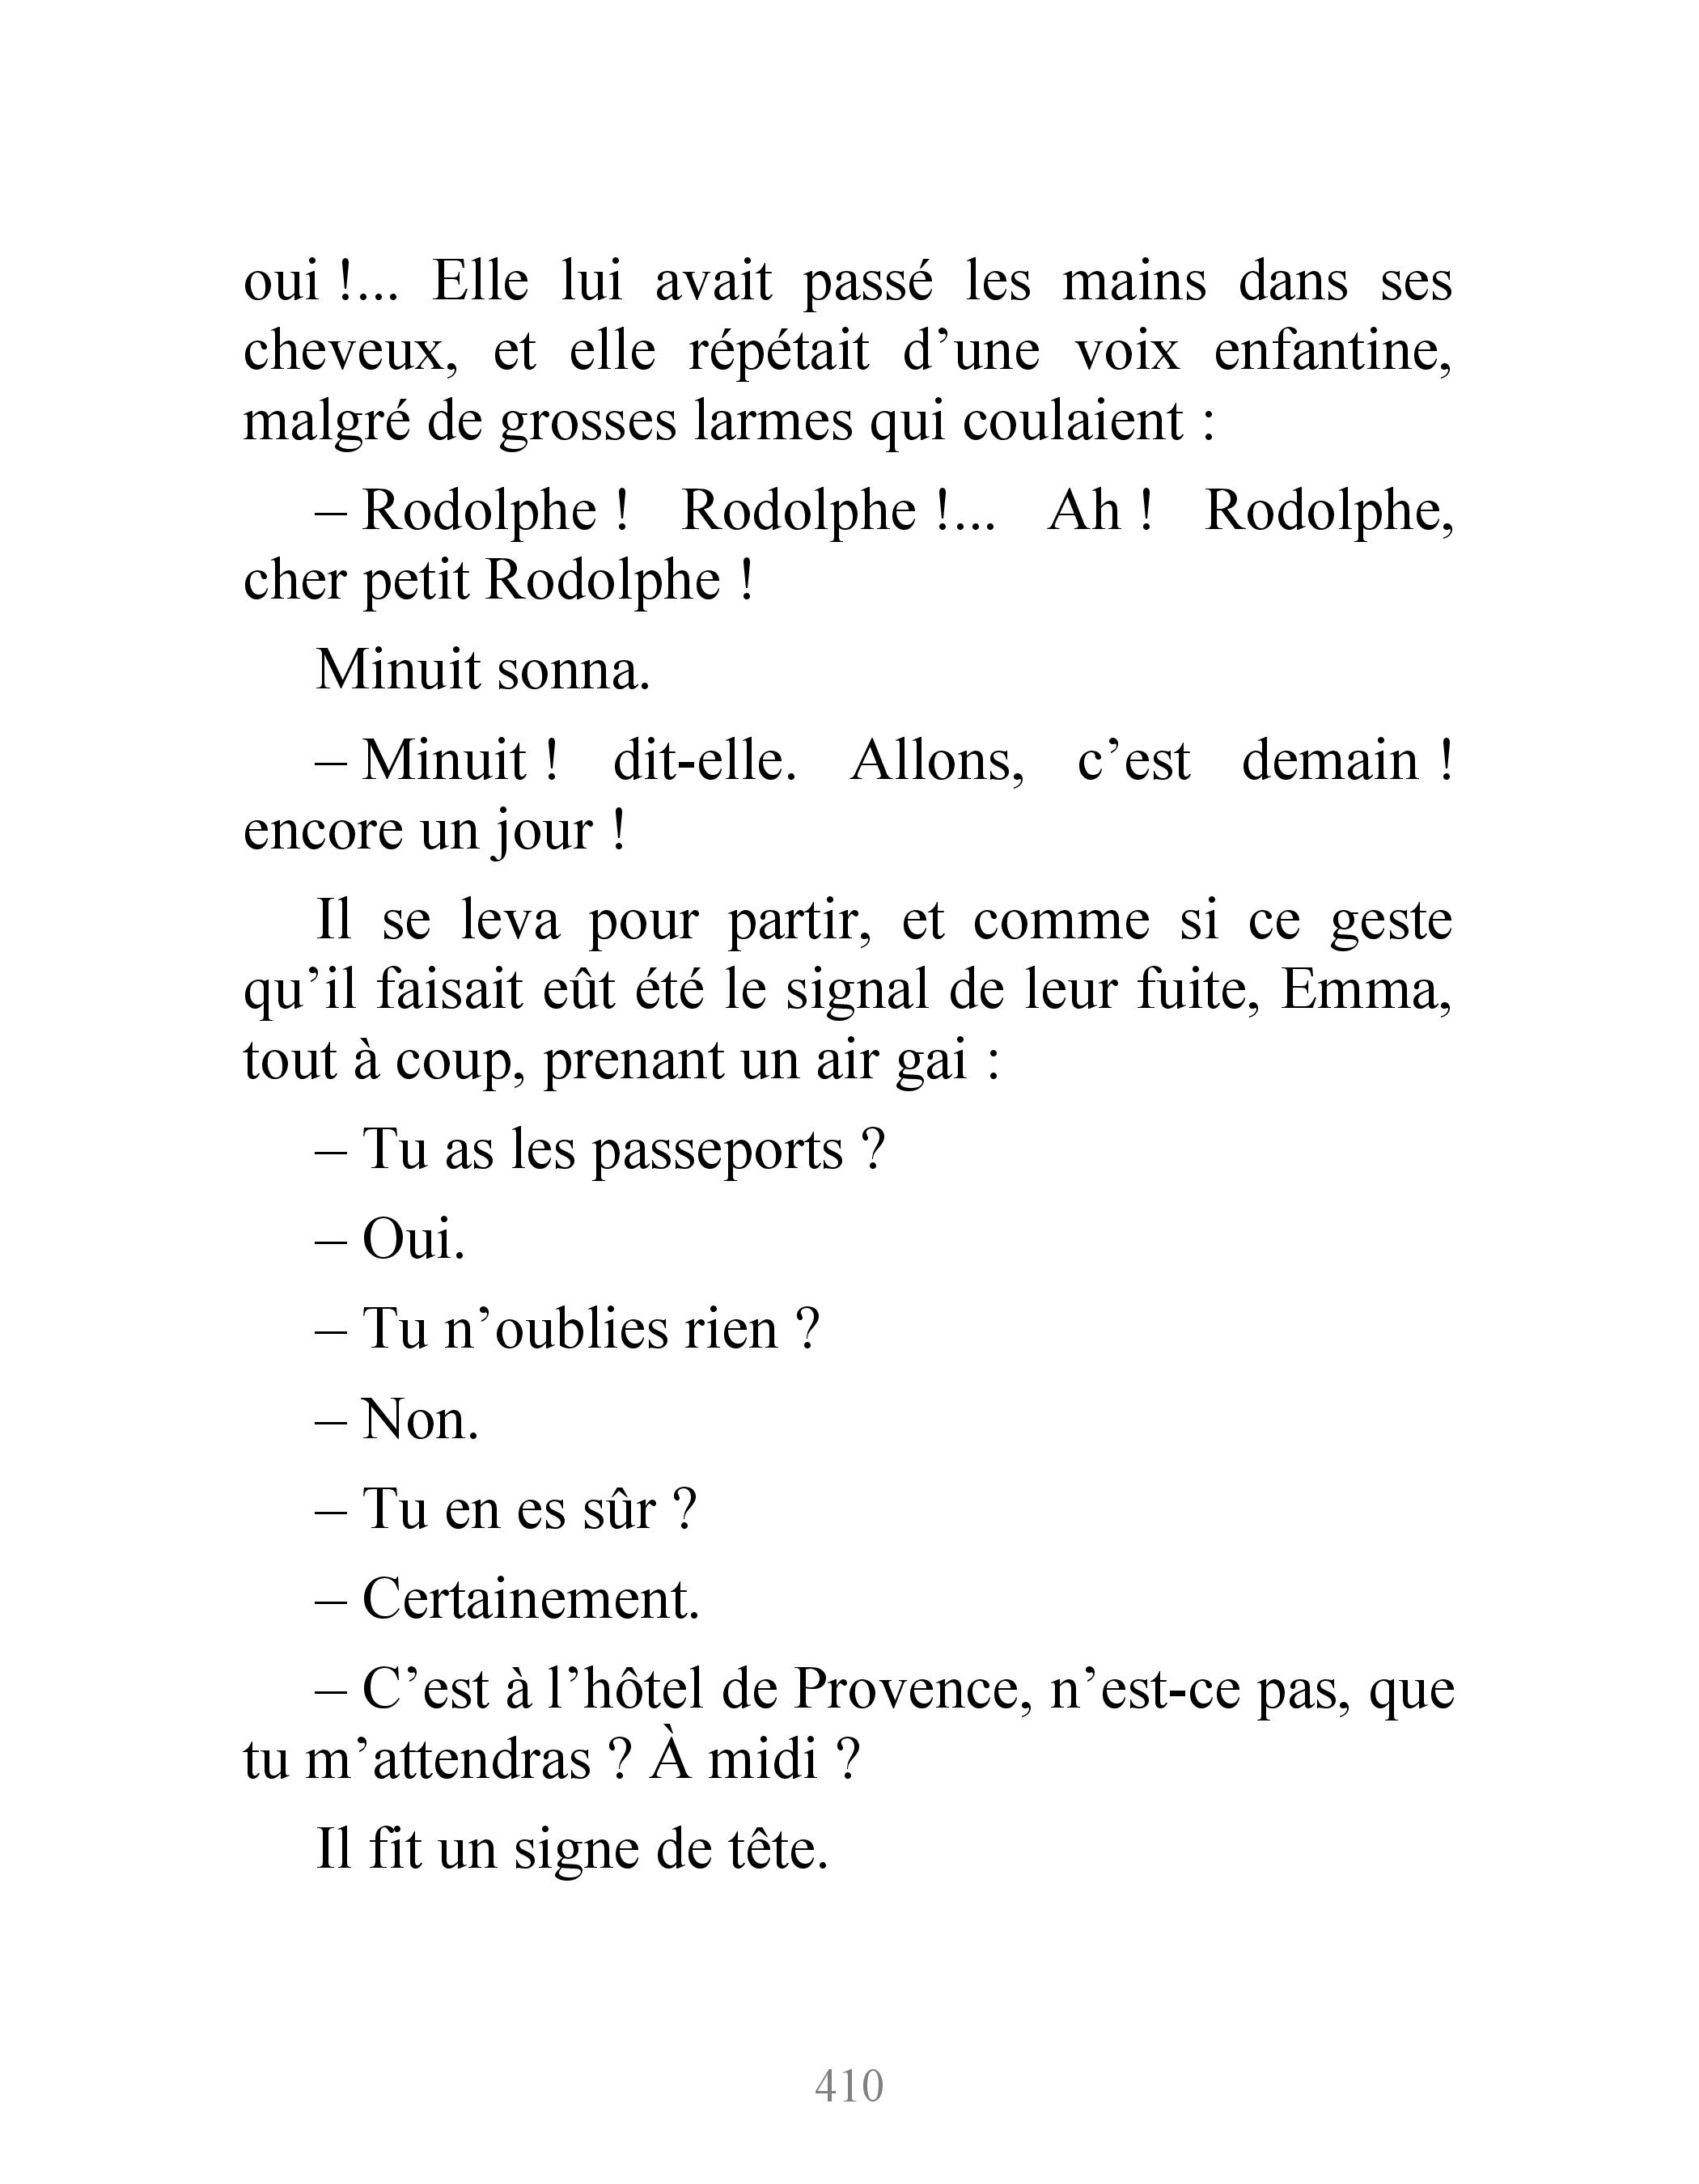 oui !... Elle lui avait passé les mains dans ses
cheveux, et elle répétait d’une voix enfantine,
malgré de grosses larmes qui coulaient :
– Rodolphe ! Rodolphe !... Ah ! Rodolphe,
cher petit Rodolphe !
Minuit sonna.
– Minuit ! dit-elle. Allons, c’est demain !
encore un jour !
Il se leva pour partir, et comme si ce geste
qu’il faisait eût été le signal de leur fuite, Emma,
tout à coup, prenant un air gai :
– Tu as les passeports ?
– Oui.
– Tu n’oublies rien ?
– Non.
– Tu en es sûr ?
– Certainement.
– C’est à l’hôtel de Provence, n’est-ce pas, que
tu m’attendras ? À midi ?
Il fit un signe de tête.
410